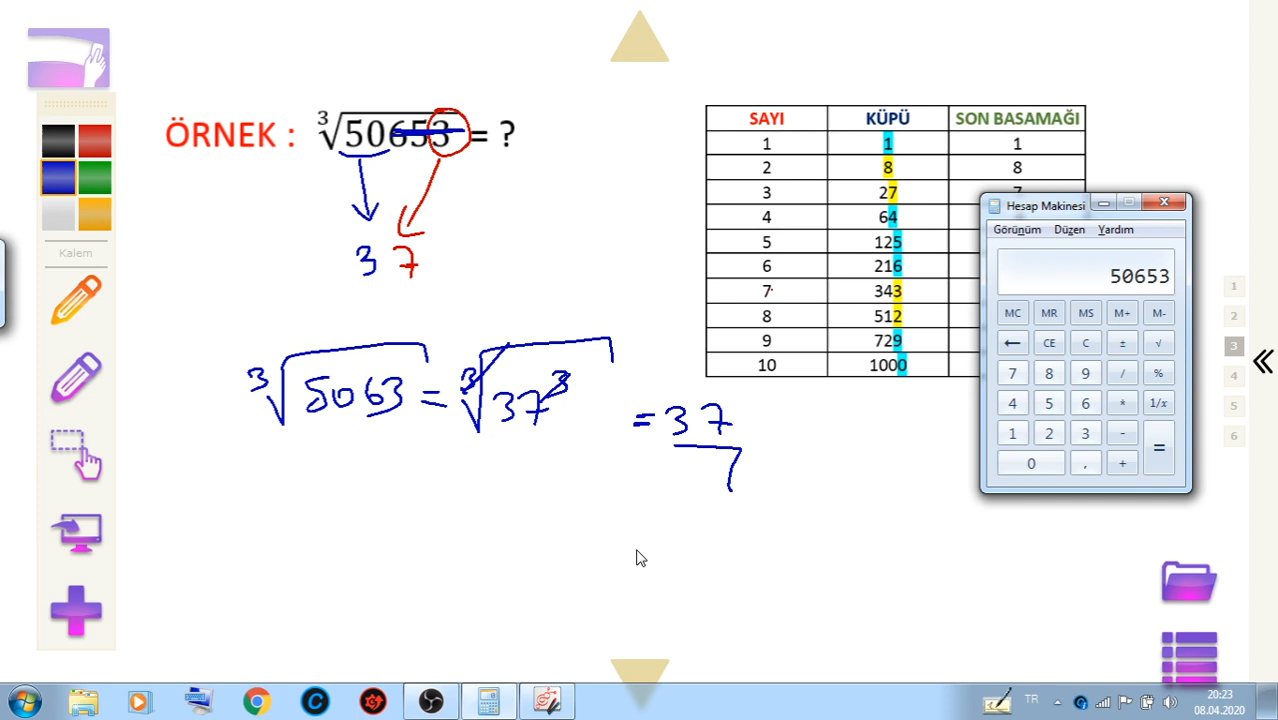 ÖRNEK : ∛50653 = ?
3 7
∛5063 = ∛37³ = 37
SAYI KÜPÜ SON BASAMAĞI
1 1 1
2 8 8
3 27 7
4 64
5 125
6 216
7 343
8 512
9 729
10 1000
Hesap Makinesi
Görünüm Düzen Yardım
50653
MC MR MS M+ M-
← CE C ± √
7 8 9 / %
4 5 6 * 1/x
1 2 3 - =
0 , +
Kalem
1
2
3
4
5
6
TR
20:23
08.04.2020